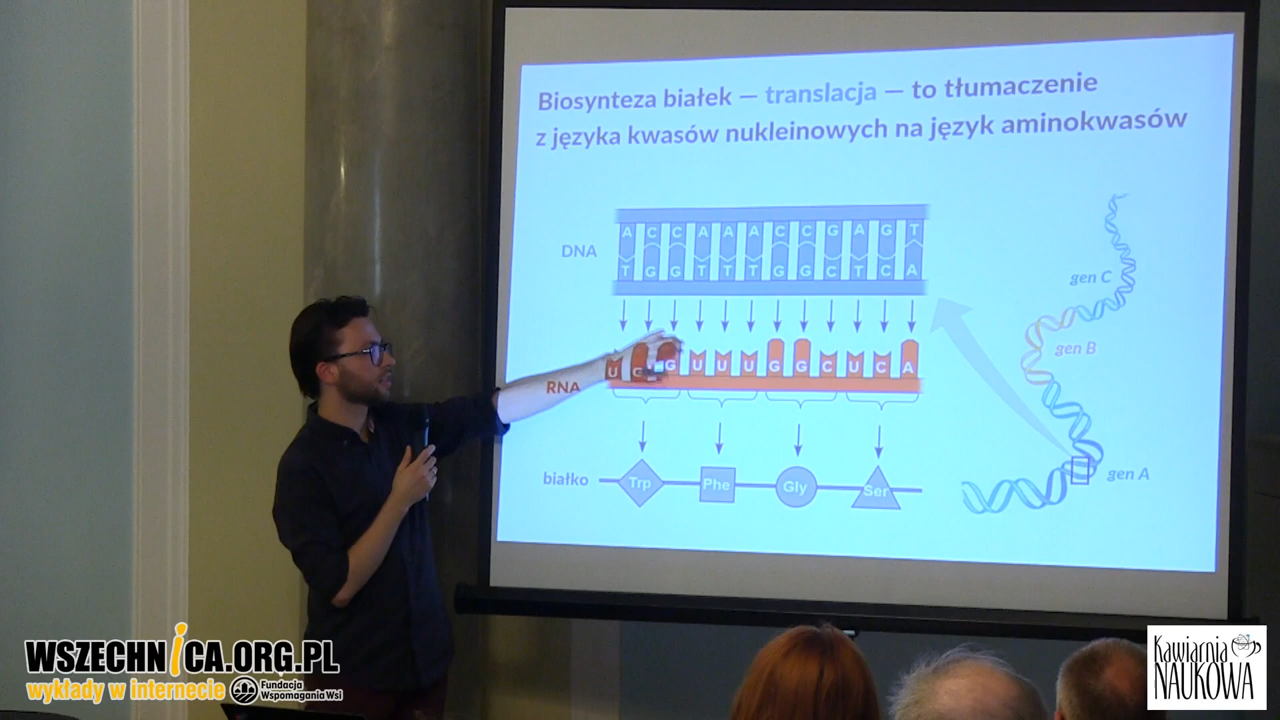 Biosynteza białek — translacja — to tłumaczenie
z języka kwasów nukleinowych na język aminokwasów
DNA
A C C A A A C C G A G T
T G G T T T G G C T C A
gen C
gen B
gen A
RNA
U G G U U U G G C U C A
białko
Trp Phe Gly Ser
WSZECHNICA.ORG.PL
wykłady w internecie
Fundacja
Wspomagania Wsi
Kawiarnia
NAUKOWA